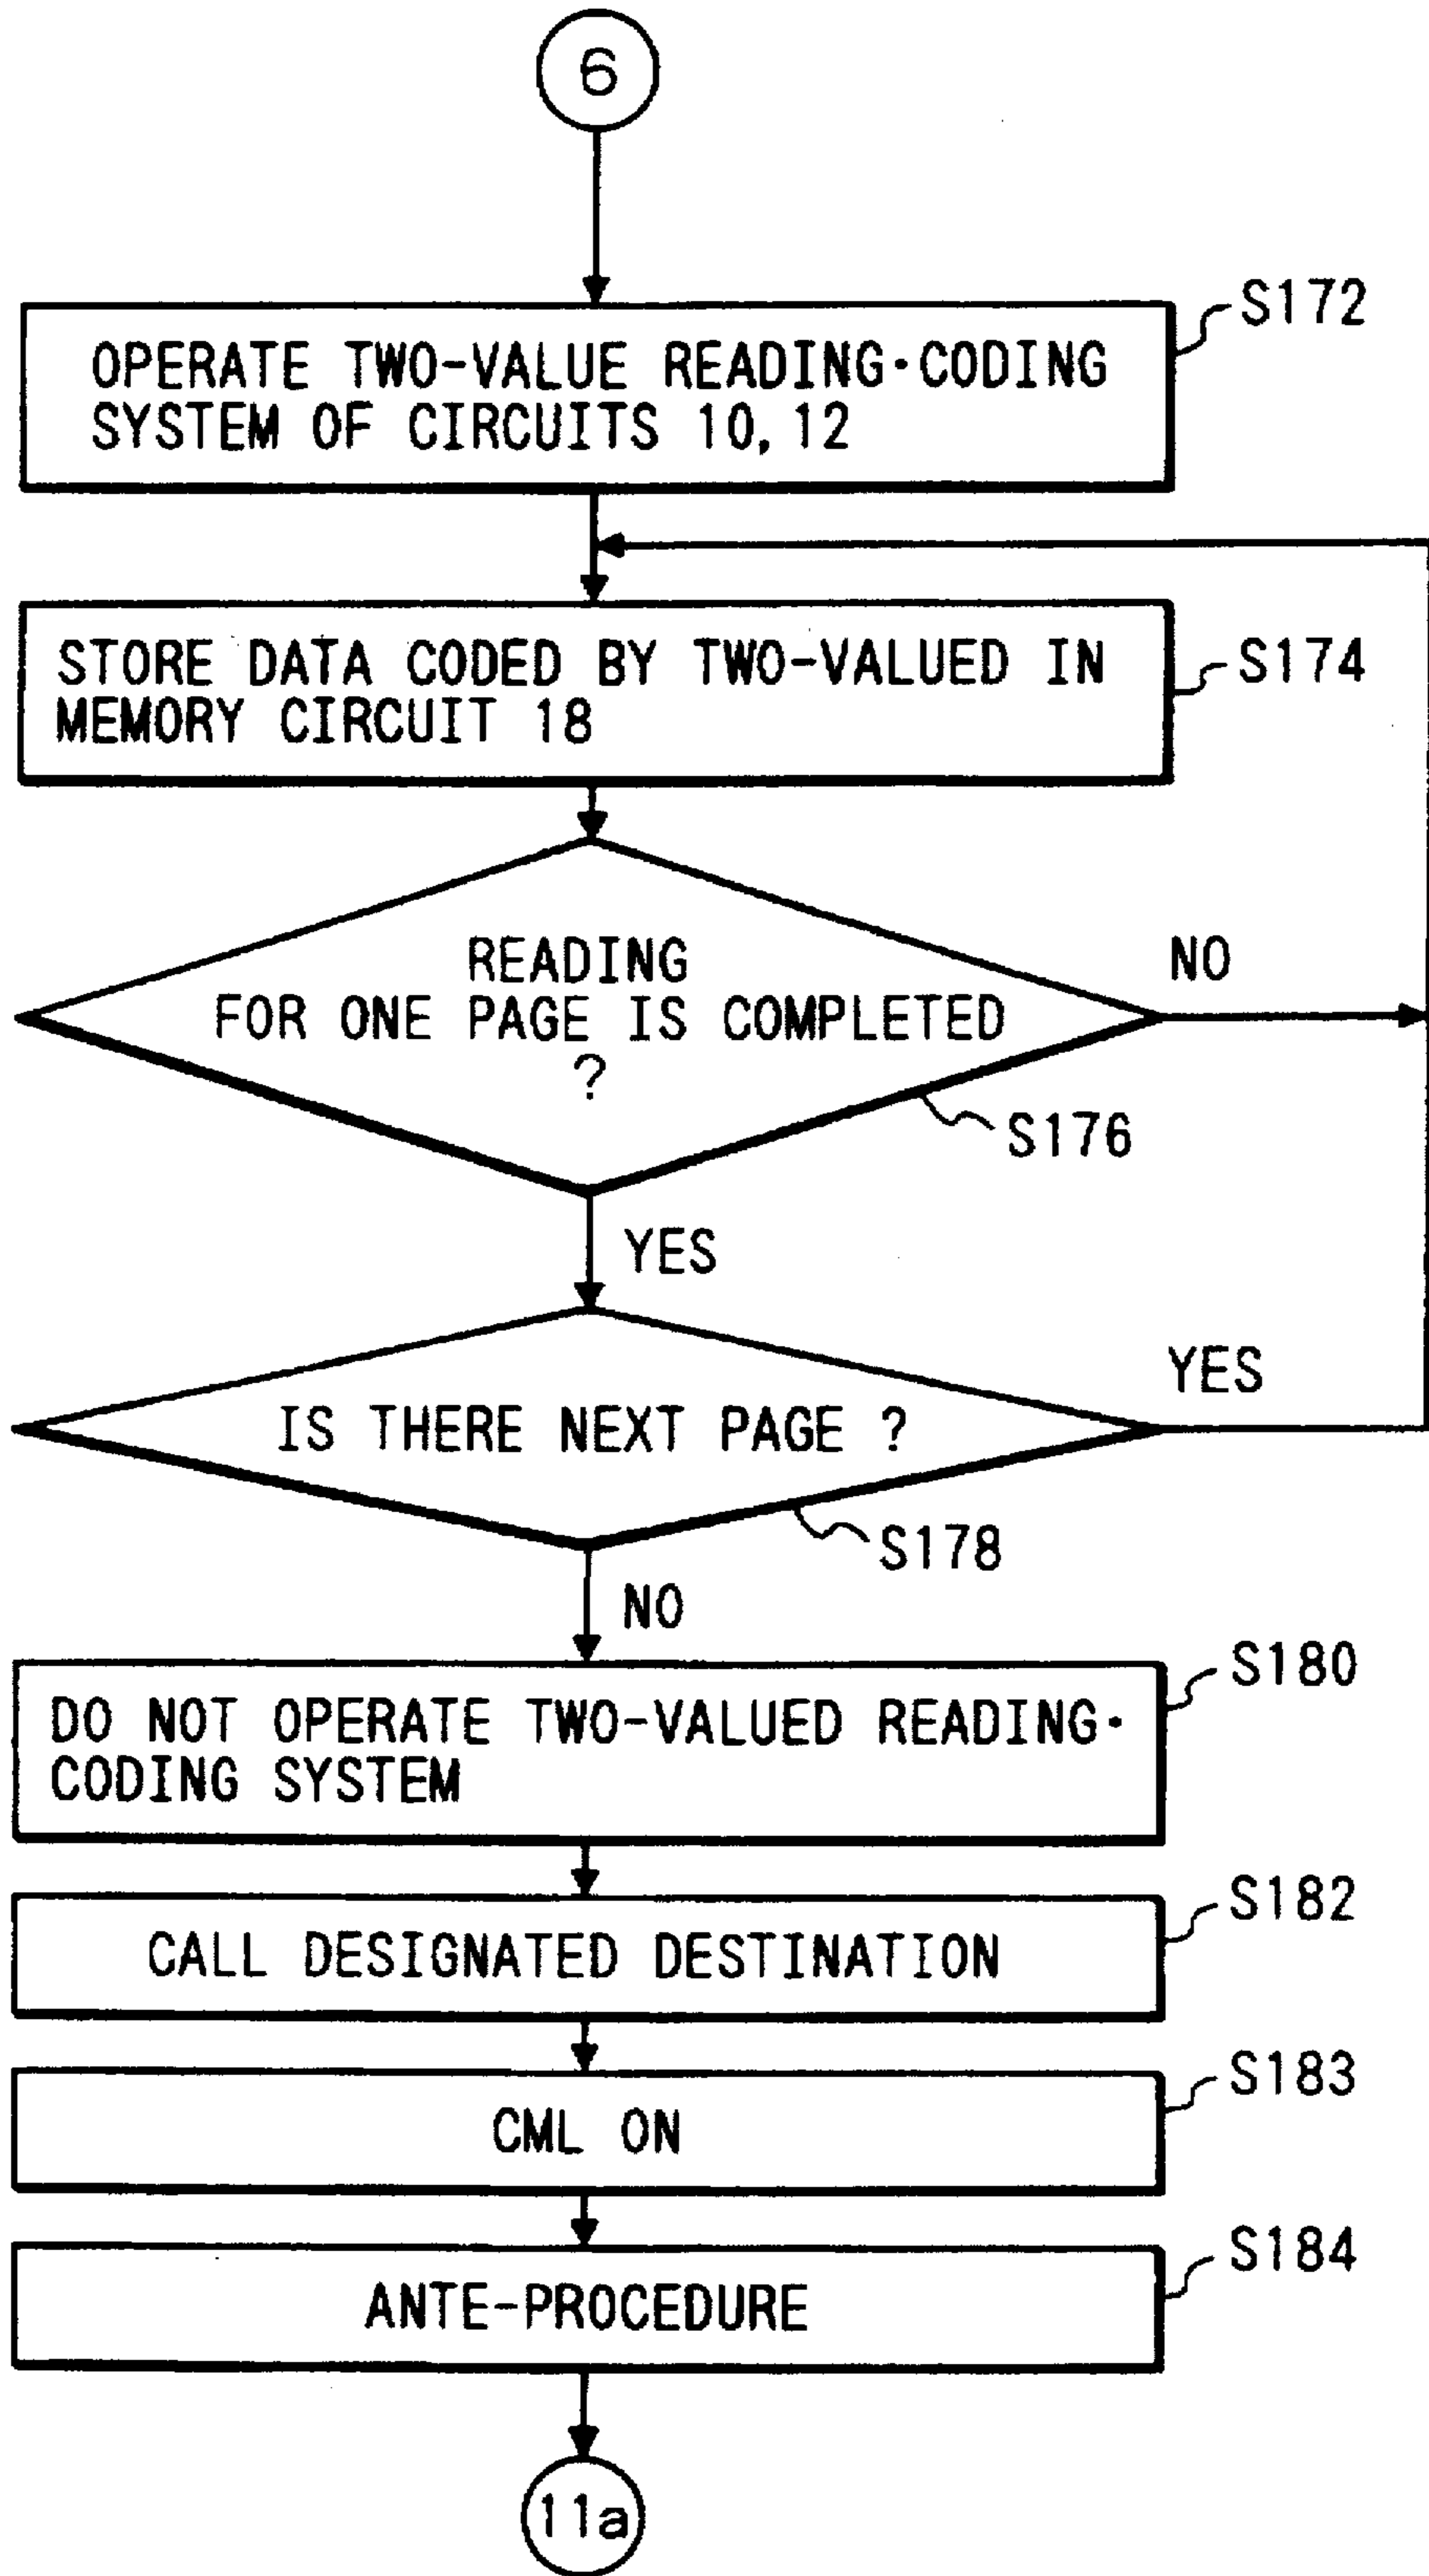 6
S172
OPERATE TWO-VALUE READING·CODING
SYSTEM OF CIRCUITS 10, 12
STORE DATA CODED BY TWO-VALUED IN
MEMORY CIRCUIT 18
S174
READING
FOR ONE PAGE IS COMPLETED
?
NO
S176
YES
IS THERE NEXT PAGE ?
YES
S178
NO
S180
DO NOT OPERATE TWO-VALUED READING·
CODING SYSTEM
S182
CALL DESIGNATED DESTINATION
S183
CML ON
S184
ANTE-PROCEDURE
11a